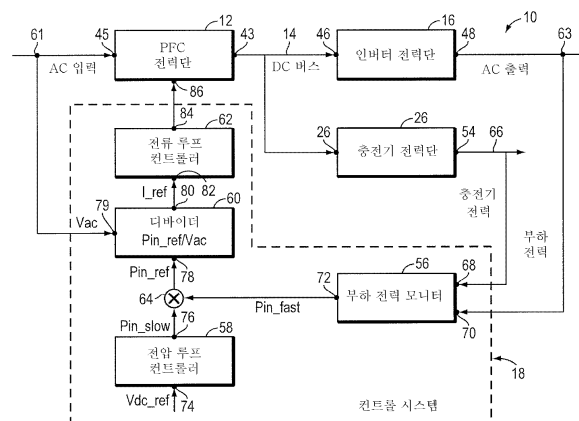 10
61
45
12
PFC
전력단
43
14
46
16
인버터 전력단
48
63
AC 입력
DC 버스
AC 출력
86
84
62
전류 루프
컨트롤러
26
26
충전기 전력단
54
66
I_ref
82
80
60
79
Vac
디바이더
Pin_ref/Vac
충전기
전력
부하
전력
Pin_ref
78
72
56
68
부하 전력 모니터
64
Pin_fast
70
Pin_slow
76
58
전압 루프
컨트롤러
18
Vdc_ref
74
컨트롤 시스템